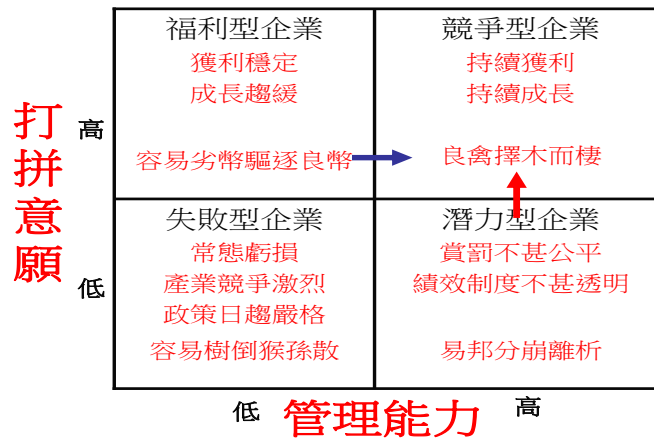 打拼意願
高
低
福利型企業
獲利穩定
成長趨緩
容易劣幣驅逐良幣
競爭型企業
持續獲利
持續成長
良禽擇木而棲
失敗型企業
常態虧損
產業競爭激烈
政策日趨嚴格
容易樹倒猴孫散
潛力型企業
賞罰不甚公平
績效制度不甚透明
易邦分崩離析
低
管理能力
高